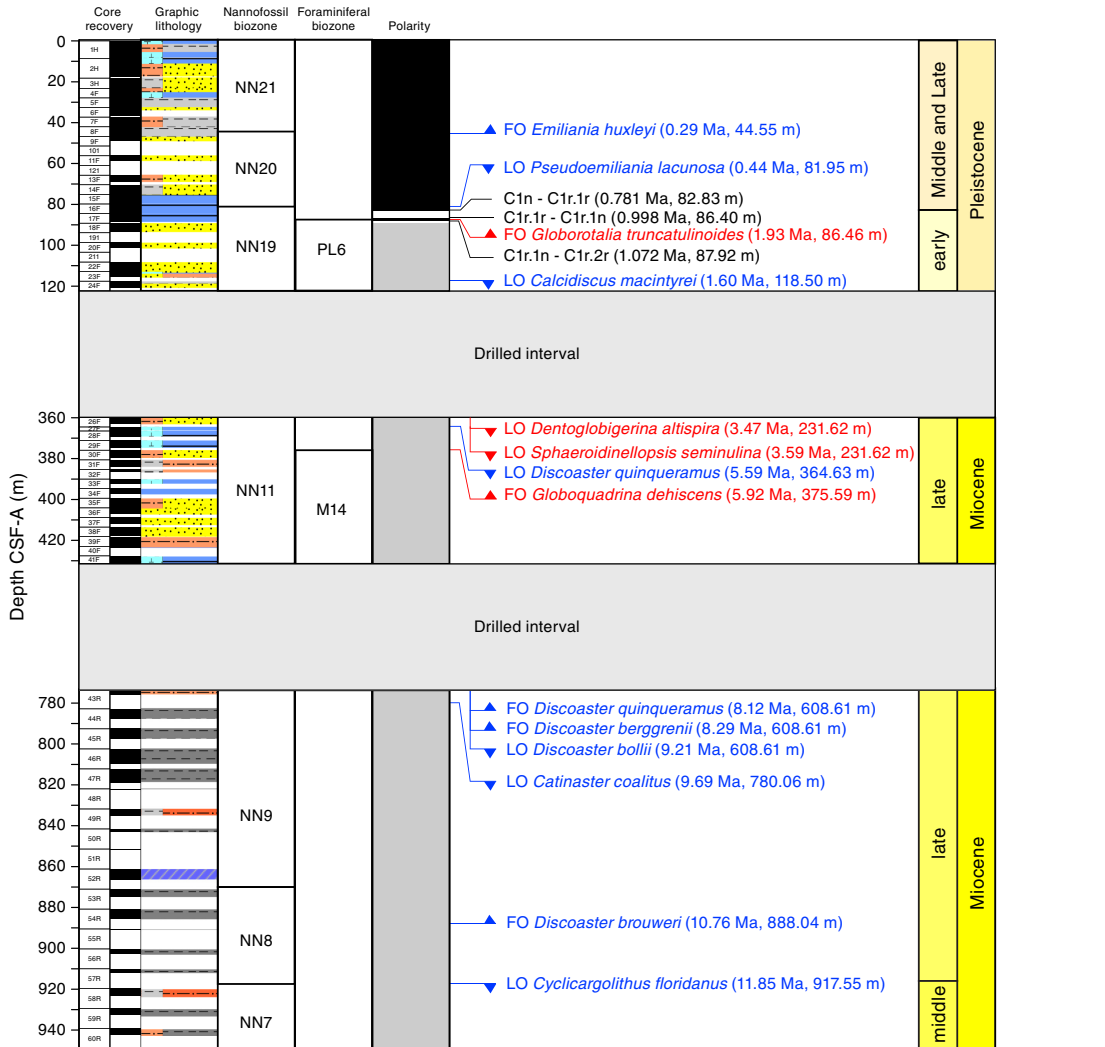 Core recovery
Graphic lithology
Nannofossil biozone
Foraminiferal biozone
Polarity
Depth CSF-A (m)
0
20
40
60
80
100
120
1H
2H
3H
4F
5F
6F
7F
8F
9F
101
11F
121
13F
14F
15F
16F
17F
18F
191
20F
211
22F
23F
24F
NN21
NN20
NN19
PL6
FO Emiliania huxleyi (0.29 Ma, 44.55 m)
LO Pseudoemiliania lacunosa (0.44 Ma, 81.95 m)
C1n - C1r.1r (0.781 Ma, 82.83 m)
C1r.1r - C1r.1n (0.998 Ma, 86.40 m)
FO Globorotalia truncatulinoides (1.93 Ma, 86.46 m)
C1r.1n - C1r.2r (1.072 Ma, 87.92 m)
LO Calcidiscus macintyrei (1.60 Ma, 118.50 m)
Middle and Late
early
Pleistocene
Drilled interval
360
380
400
420
26F
27F
28F
29F
30F
31F
32F
33F
34F
35F
36F
37F
38F
39F
40F
41F
NN11
M14
LO Dentoglobigerina altispira (3.47 Ma, 231.62 m)
LO Sphaeroidinellopsis seminulina (3.59 Ma, 231.62 m)
LO Discoaster quinqueramus (5.59 Ma, 364.63 m)
FO Globoquadrina dehiscens (5.92 Ma, 375.59 m)
late
Miocene
Drilled interval
780
800
820
840
860
880
900
920
940
43R
44R
45R
46R
47R
48R
49R
50R
51R
52R
53R
54R
55R
56R
57R
58R
59R
60R
NN9
NN8
NN7
FO Discoaster quinqueramus (8.12 Ma, 608.61 m)
FO Discoaster berggrenii (8.29 Ma, 608.61 m)
LO Discoaster bollii (9.21 Ma, 608.61 m)
LO Catinaster coalitus (9.69 Ma, 780.06 m)
FO Discoaster brouweri (10.76 Ma, 888.04 m)
LO Cyclicargolithus floridanus (11.85 Ma, 917.55 m)
late
middle
Miocene